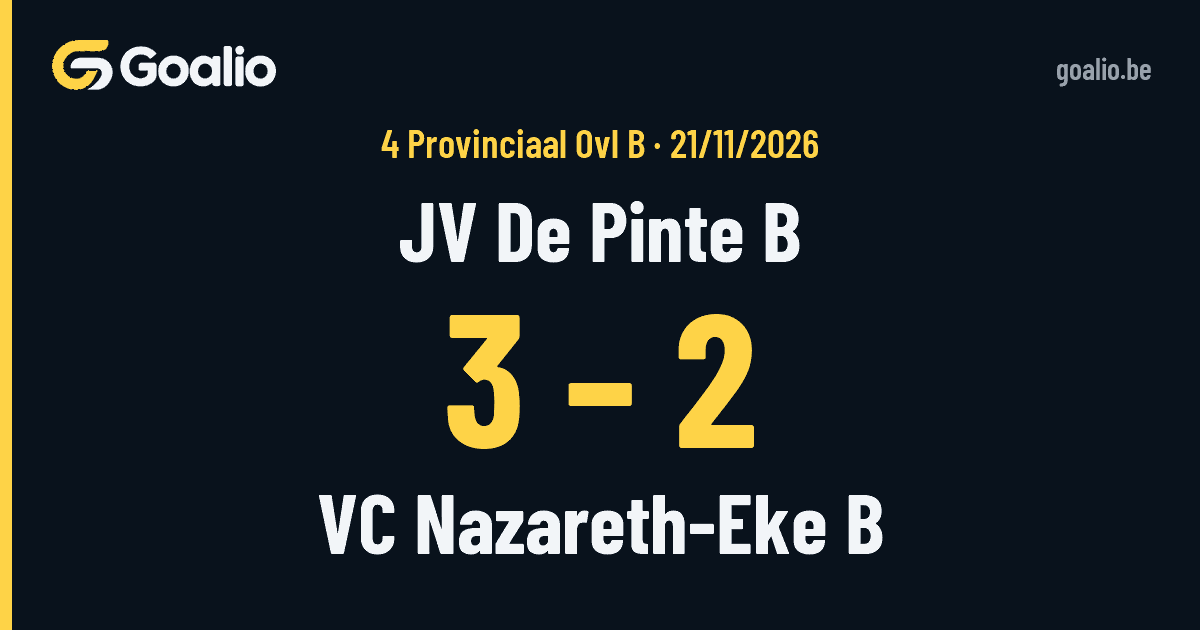 Goalio
goalio.be
4 Provinciaal Ovl B · 21/11/2026
JV De Pinte B
3 – 2
VC Nazareth-Eke B